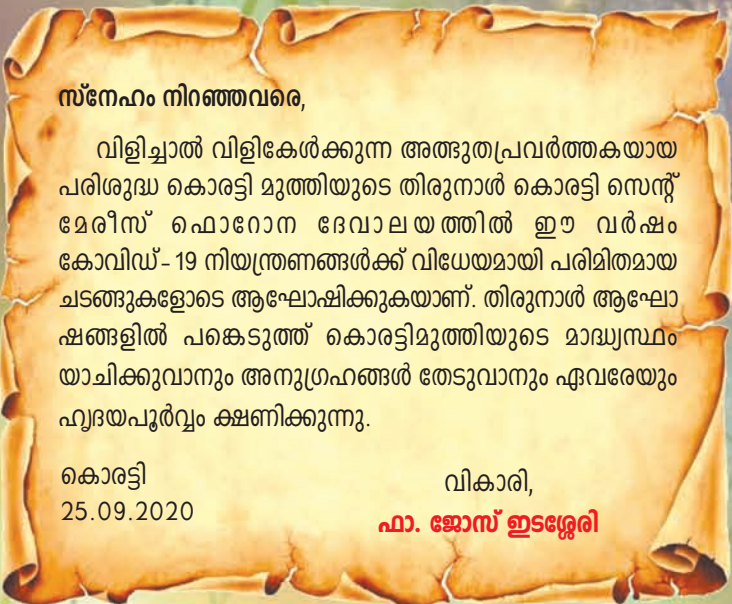 സ്നേഹം നിറഞ്ഞവരെ,
വിളിച്ചാൽ വിളികേൾക്കുന്ന അത്ഭുതപ്രവർത്തകയായ
പരിശുദ്ധ കൊരട്ടി മുത്തിയുടെ തിരുനാൾ കൊരട്ടി സെന്റ്
മേരീസ് ഫൊറോന ദേവാലയത്തിൽ ഈ വർഷം
കോവിഡ്-19 നിയന്ത്രണങ്ങൾക്ക് വിധേയമായി പരിമിതമായ
ചടങ്ങുകളോടെ ആഘോഷിക്കുകയാണ്. തിരുനാൾ ആഘോ
ഷങ്ങളിൽ പങ്കെടുത്ത് കൊരട്ടിമുത്തിയുടെ മാദ്ധ്യസ്ഥം
യാചിക്കുവാനും അനുഗ്രഹങ്ങൾ തേടുവാനും ഏവരേയും
ഹൃദയപൂർവ്വം ക്ഷണിക്കുന്നു.
കൊരട്ടി
25.09.2020
വികാരി,
ഫാ. ജോസ് ഇടശ്ശേരി